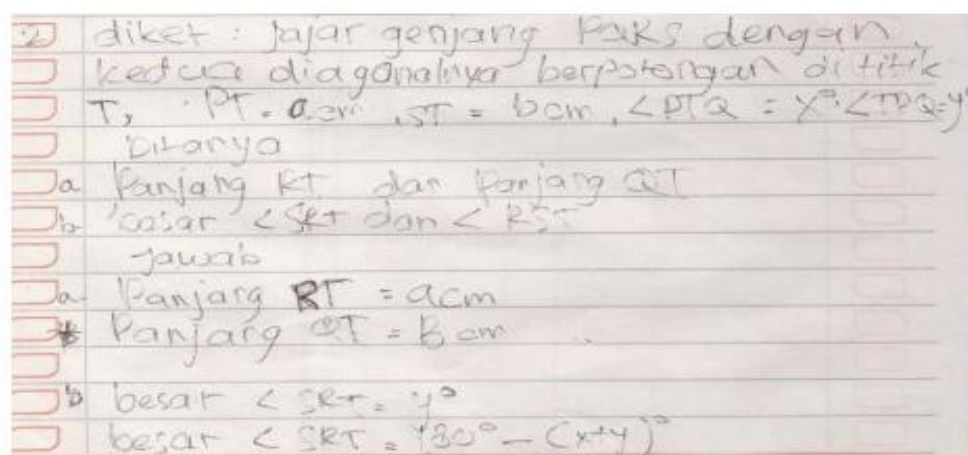 2 diket : jajar genjang PQRS dengan
kedua diagonalnya berpotongan di titik
T, PT = a cm, ST = b cm, <PTQ = x°. <TPQ = y°
Ditanya
a Panjang RT dan Panjang QT
b besar <SRT dan < RST
Jawab
a Panjang RT = a cm
* Panjang QT = b cm
b besar < SRT = y°
besar < SRT = 180° - (x+y)°